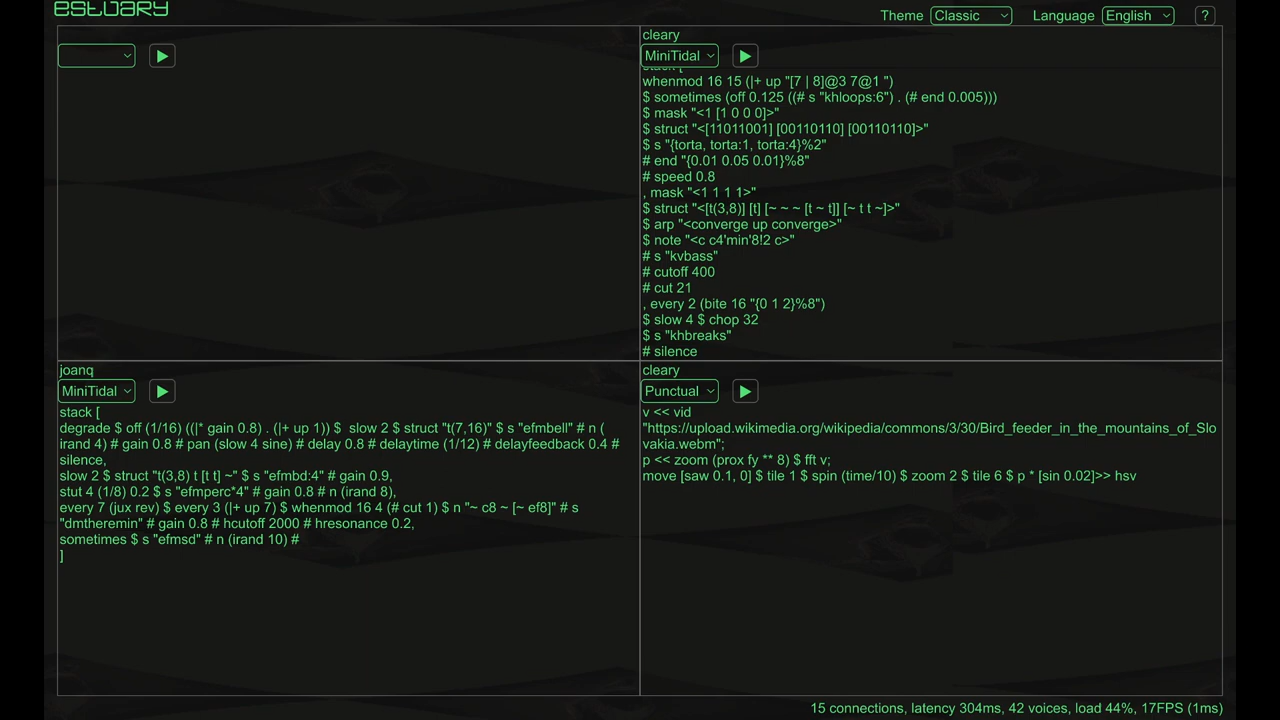 estuary
Theme Classic Language English ?
cleary
MiniTidal
stack [
whenmod 16 15 (|+ up "[7 | 8]@3 7@1 ")
$ sometimes (off 0.125 ((# s "khloops:6") . (# end 0.005)))
$ mask "<1 [1 0 0 0]>"
$ struct "<[11011001] [00110110] [00110110]>"
$ s "{torta, torta:1, torta:4}%2"
# end "{0.01 0.05 0.01}%8"
# speed 0.8
, mask "<1 1 1 1>"
$ struct "<[t(3,8)] [t] [~ ~ ~ [t ~ t]] [~ t t ~]>"
$ arp "<converge up converge>"
$ note "<c c4'min'8!2 c>"
# s "kvbass"
# cutoff 400
# cut 21
, every 2 (bite 16 "{0 1 2}%8")
$ slow 4 $ chop 32
$ s "khbreaks"
# silence
joanq
MiniTidal
stack [
degrade $ off (1/16) ((|* gain 0.8) . (|+ up 1)) $  slow 2 $ struct "t(7,16)" $ s "efmbell" # n (
irand 4) # gain 0.8 # pan (slow 4 sine) # delay 0.8 # delaytime (1/12) # delayfeedback 0.4 #
silence,
slow 2 $ struct "t(3,8) t [t t] ~" $ s "efmbd:4" # gain 0.9,
stut 4 (1/8) 0.2 $ s "efmperc*4" # gain 0.8 # n (irand 8),
every 7 (jux rev) $ every 3 (|+ up 7) $ whenmod 16 4 (# cut 1) $ n "~ c8 ~ [~ ef8]" # s
"dmtheremin" # gain 0.8 # hcutoff 2000 # hresonance 0.2,
sometimes $ s "efmsd" # n (irand 10) #
]
cleary
Punctual
v << vid
"https://upload.wikimedia.org/wikipedia/commons/3/30/Bird_feeder_in_the_mountains_of_Slo
vakia.webm";
p << zoom (prox fy ** 8) $ fft v;
move [saw 0.1, 0] $ tile 1 $ spin (time/10) $ zoom 2 $ tile 6 $ p * [sin 0.02]>> hsv
15 connections, latency 304ms, 42 voices, load 44%, 17FPS (1ms)